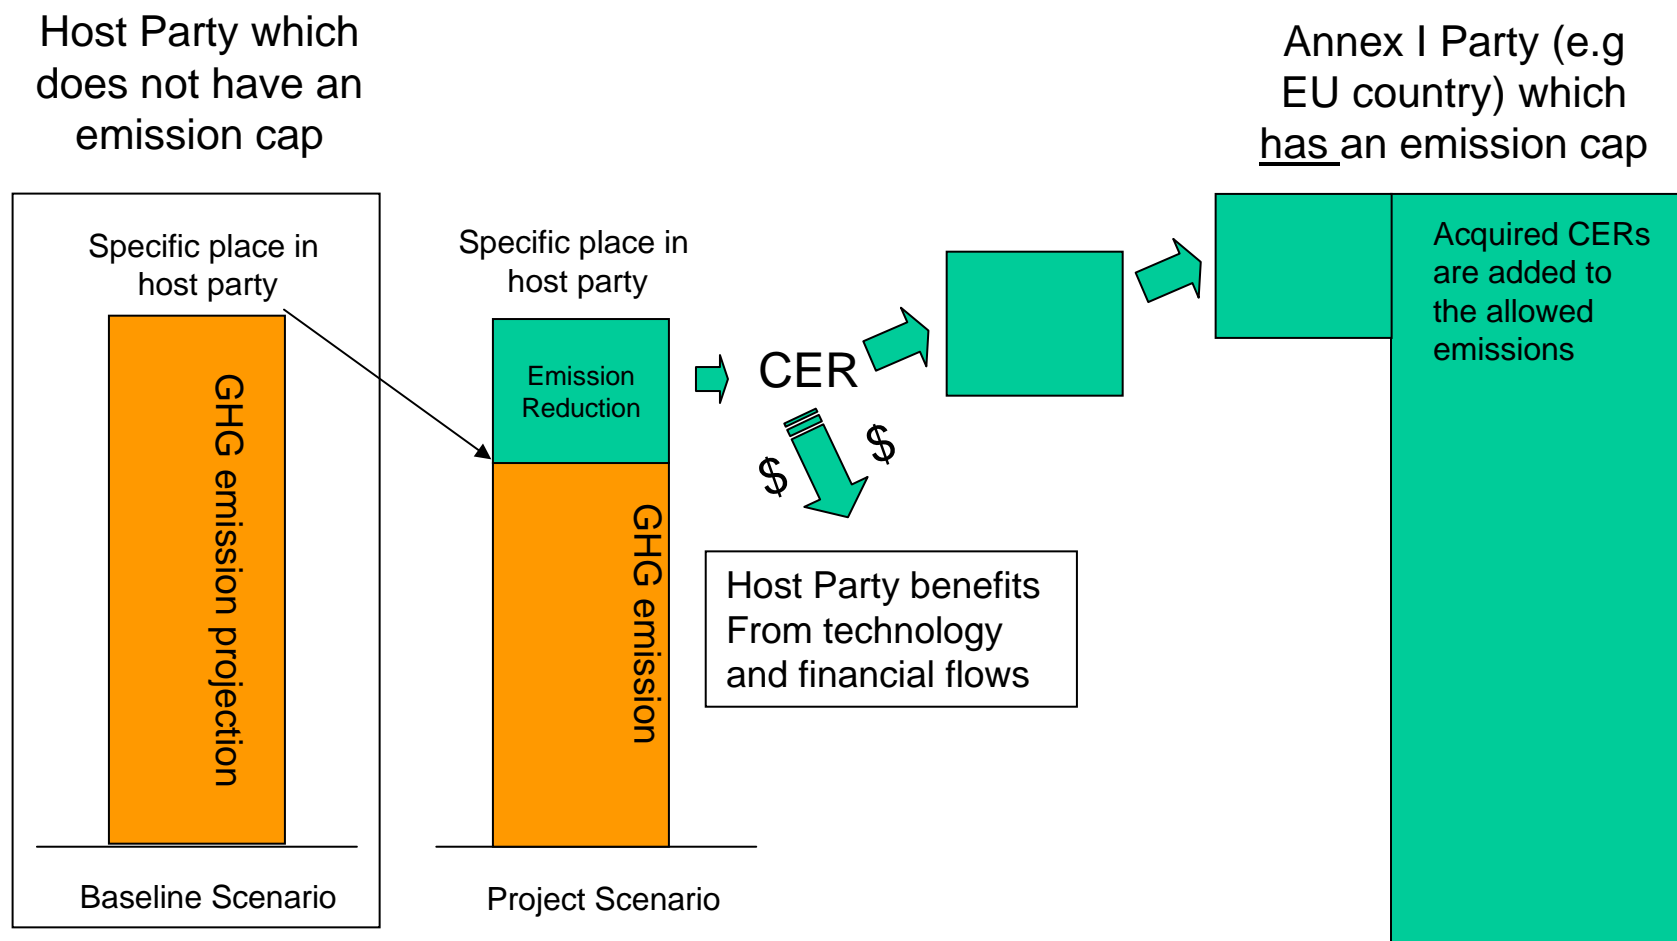 Host Party which
does not have an
emission cap
Annex I Party (e.g
EU country) which
has an emission cap
Specific place in
host party
GHG emission projection
Baseline Scenario
Specific place in
host party
Emission
Reduction
GHG emission
Project Scenario
CER
$
$
Host Party benefits
From technology
and financial flows
Acquired CERs
are added to
the allowed
emissions